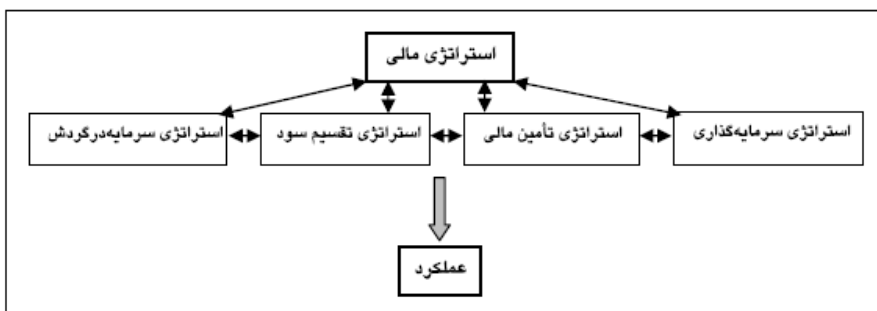 استراتژی مالی
استراتژی سرمایه‌گذاری
استراتژی تأمین مالی
استراتژی تقسیم سود
استراتژی سرمایه‌درگردش
عملکرد